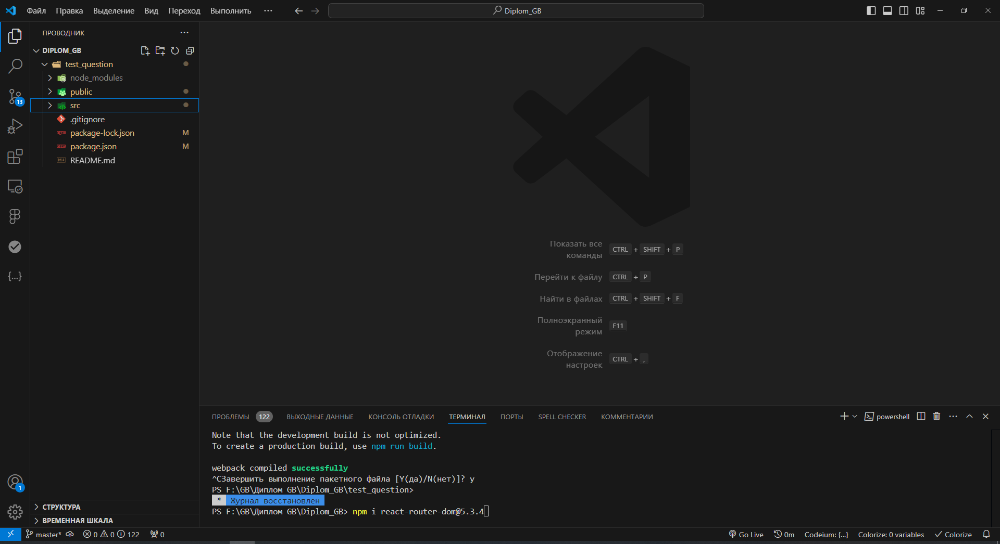 Файл Правка Выделение Вид Переход Выполнить ··· Diplom_GB
ПРОВОДНИК
DIPLOM_GB
test_question
node_modules
public
src
.gitignore
package-lock.json M
package.json M
README.md
13
1
СТРУКТУРА
ВРЕМЕННАЯ ШКАЛА
Показать все команды CTRL + SHIFT + P
Перейти к файлу CTRL + P
Найти в файлах CTRL + SHIFT + F
Полноэкранный режим F11
Отображение настроек CTRL + ,
ПРОБЛЕМЫ 122 ВЫХОДНЫЕ ДАННЫЕ КОНСОЛЬ ОТЛАДКИ ТЕРМИНАЛ ПОРТЫ SPELL CHECKER КОММЕНТАРИИ powershell
Note that the development build is not optimized.
To create a production build, use npm run build.
webpack compiled successfully
^CЗавершить выполнение пакетного файла [Y(да)/N(нет)]? y
PS F:\GB\Диплом GB\Diplom_GB\test_question>
* Журнал восстановлен
PS F:\GB\Диплом GB\Diplom_GB> npm i react-router-dom@5.3.4
master* 0 0 122 0 Go Live 0m Codeium: {...} Colorize: 0 variables Colorize